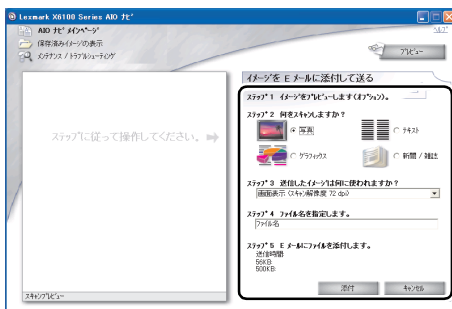 Lexmark X6100 Series AIO ナビ
AIO ナビ メインページ
ヘルプ
保存済みイメージの表示
メンテナンス / トラブルシューティング
プレビュー
イメージを E メールに添付して送る
ステップ 1 イメージをプレビューします(オプション)。
ステップ 2 何をスキャンしますか?
写真
テキスト
グラフィックス
新聞 / 雑誌
ステップに従って操作してください。
ステップ 3 送信したイメージは何に使われますか?
画面表示 (スキャン解像度 72 dpi)
ステップ 4 ファイル名を指定します。
ファイル名
ステップ 5 E メールにファイルを添付します。
送信時間
56KB:
500KB:
添付
キャンセル
スキャンプレビュー